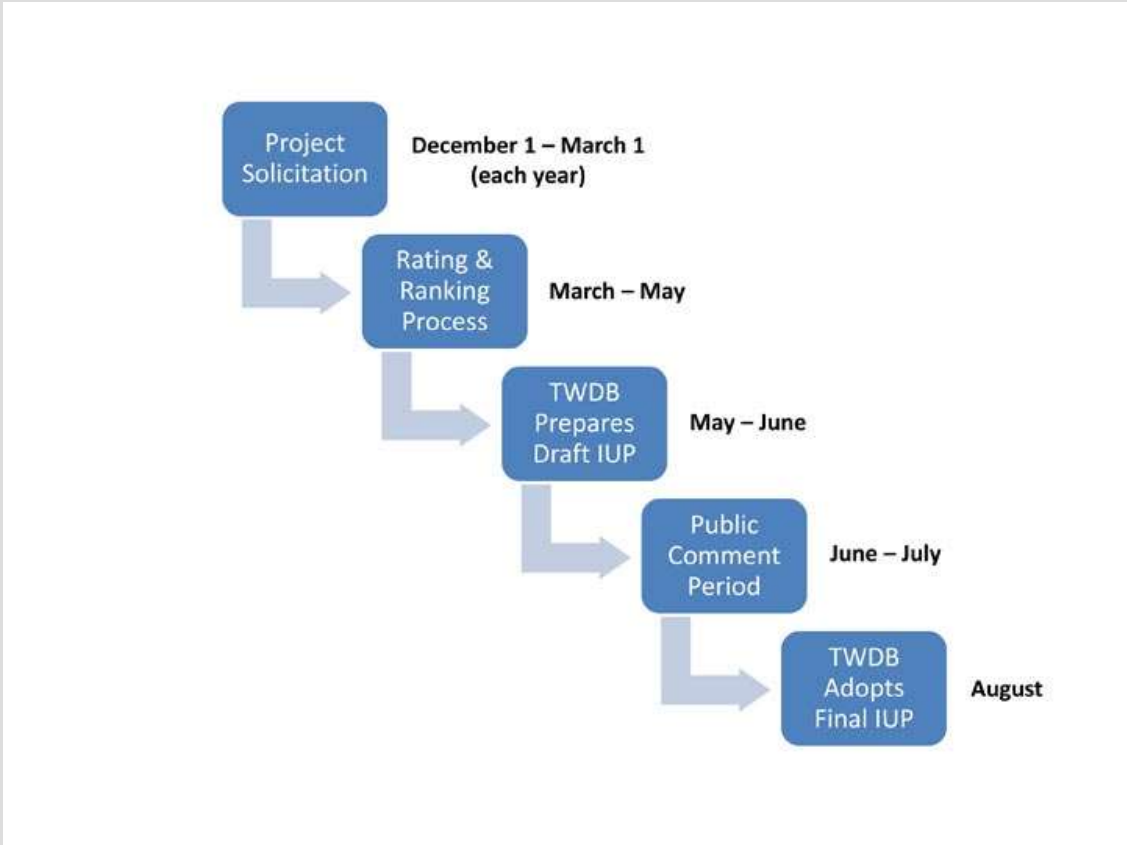 Project
Solicitation
December 1 – March 1
(each year)
Rating &
Ranking
Process
March – May
TWDB
Prepares
Draft IUP
May – June
Public
Comment
Period
June – July
TWDB
Adopts
Final IUP
August